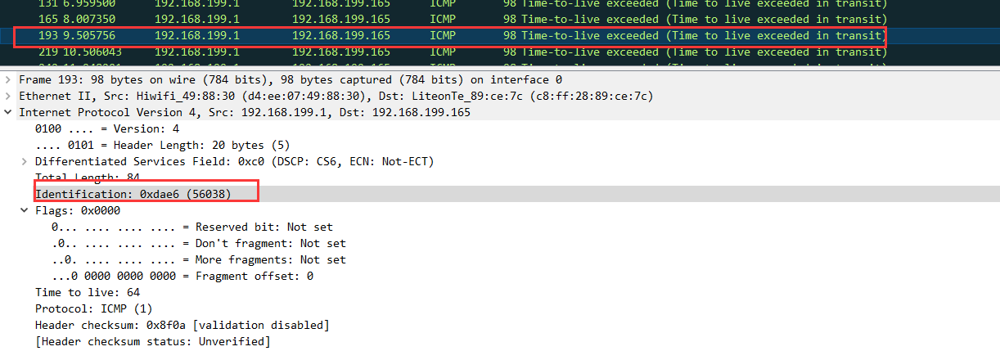 131 6.959500 192.168.199.1 192.168.199.165 ICMP 98 Time-to-live exceeded (Time to live exceeded in transit)
165 8.007350 192.168.199.1 192.168.199.165 ICMP 98 Time-to-live exceeded (Time to live exceeded in transit)
193 9.505756 192.168.199.1 192.168.199.165 ICMP 98 Time-to-live exceeded (Time to live exceeded in transit)
219 10.506043 192.168.199.1 192.168.199.165 ICMP 98 Time-to-live exceeded (Time to live exceeded in transit)
Frame 193: 98 bytes on wire (784 bits), 98 bytes captured (784 bits) on interface 0
Ethernet II, Src: Hiwifi_49:88:30 (d4:ee:07:49:88:30), Dst: LiteonTe_89:ce:7c (c8:ff:28:89:ce:7c)
Internet Protocol Version 4, Src: 192.168.199.1, Dst: 192.168.199.165
0100 .... = Version: 4
.... 0101 = Header Length: 20 bytes (5)
Differentiated Services Field: 0xc0 (DSCP: CS6, ECN: Not-ECT)
Total Length: 84
Identification: 0xdae6 (56038)
Flags: 0x0000
0... .... .... .... = Reserved bit: Not set
.0.. .... .... .... = Don't fragment: Not set
..0. .... .... .... = More fragments: Not set
...0 0000 0000 0000 = Fragment offset: 0
Time to live: 64
Protocol: ICMP (1)
Header checksum: 0x8f0a [validation disabled]
[Header checksum status: Unverified]